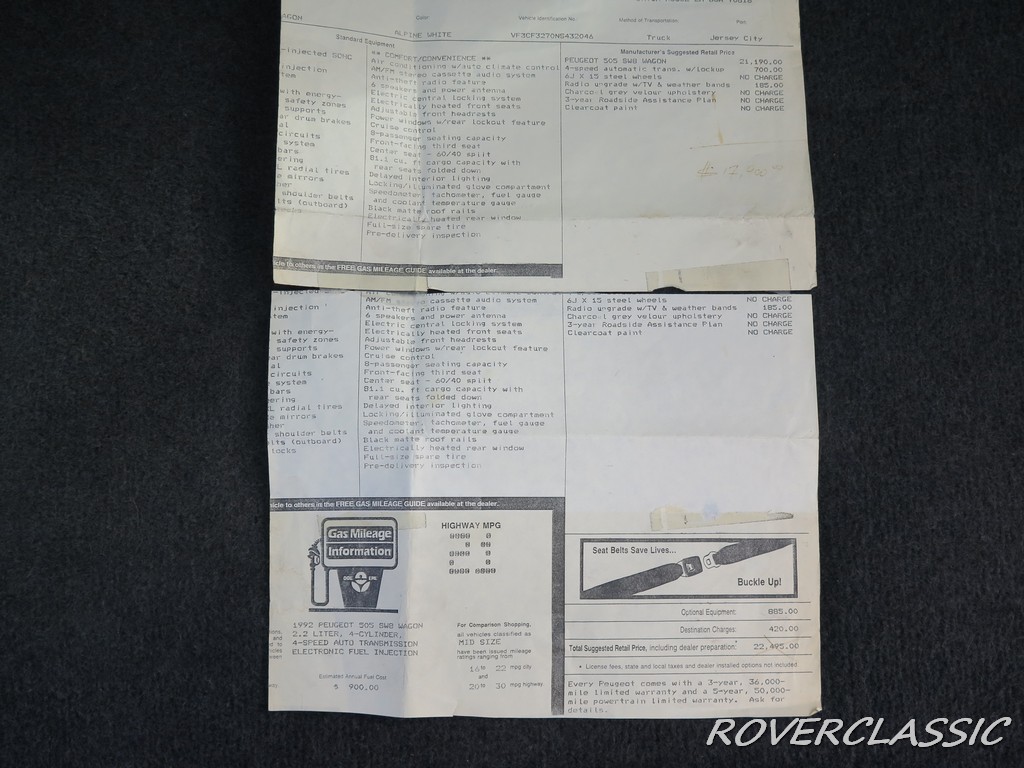 AGON
Color
Vehicle Identification No.
Method of Transportation
Port
ALPINE WHITE
VF3CF3270NS432046
Truck
Jersey City
Standard Equipment
-injected SOHC
injection
tem
with energy-
safety zones
supports
ar drum brakes
al
circuits
system
bars
ering
L radial tires
e mirrors
her
shoulder belts
lts (outboard)
** COMFORT/CONVENIENCE **
Air conditioning w/auto climate control
AM/FM stereo cassette audio system
Anti-theft radio feature
6 speakers and power antenna
Electric central locking system
Electrically heated front seats
Adjustable front headrests
Power windows w/rear lockout feature
Cruise control
8-passenger seating capacity
Front-facing third seat
Center seat - 60/40 split
81.1 cu. ft cargo capacity with
rear seats folded down
Delayed interior lighting
Locking/illuminated glove compartment
Speedometer, tachometer, fuel gauge
and coolant temperature gauge
Black matte roof rails
Electrically heated rear window
Full-size spare tire
Pre-delivery inspection
Manufacturer's Suggested Retail Price
PEUGEOT 505 SW8 WAGON 21,190.00
4-speed automatic trans. w/lockup 700.00
6J X 15 steel wheels NO CHARGE
Radio upgrade w/TV & weather bands 185.00
Charcoal grey velour upholstery NO CHARGE
3-year Roadside Assistance Plan NO CHARGE
Clearcoat paint NO CHARGE
icle to others in the FREE GAS MILEAGE GUIDE available at the dealer.
-injected
injection
tem
with energy-
safety zones
supports
ar drum brakes
al
circuits
system
bars
ering
L radial tires
e mirrors
her
shoulder belts
lts (outboard)
locks
AM/FM stereo cassette audio system
Anti-theft radio feature
6 speakers and power antenna
Electric central locking system
Electrically heated front seats
Adjustable front headrests
Power windows w/rear lockout feature
Cruise control
8-passenger seating capacity
Front-facing third seat
Center seat - 60/40 split
81.1 cu. ft cargo capacity with
rear seats folded down
Delayed interior lighting
Locking/illuminated glove compartment
Speedometer, tachometer, fuel gauge
and coolant temperature gauge
Black matte roof rails
Electrically heated rear window
Full-size spare tire
Pre-delivery inspection
6J X 15 steel wheels NO CHARGE
Radio upgrade w/TV & weather bands 185.00
Charcoal grey velour upholstery NO CHARGE
3-year Roadside Assistance Plan NO CHARGE
Clearcoat paint NO CHARGE
icle to others in the FREE GAS MILEAGE GUIDE available at the dealer.
Gas Mileage
Information
DOE EPA
HIGHWAY MPG
1992 PEUGEOT 505 SW8 WAGON
2.2 LITER, 4-CYLINDER,
4-SPEED AUTO TRANSMISSION
ELECTRONIC FUEL INJECTION
Estimated Annual Fuel Cost
$ 900.00
For Comparison Shopping,
all vehicles classified as
MID SIZE
have been issued mileage
ratings ranging from
16 to 22 mpg city
and
20 to 30 mpg highway
Seat Belts Save Lives...
Buckle Up!
Optional Equipment: 885.00
Destination Charges: 420.00
Total Suggested Retail Price, including dealer preparation: 22,495.00
• License fees, state and local taxes and dealer installed options not included
Every Peugeot comes with a 3-year, 36,000-
mile limited warranty and a 5-year, 50,000-
mile powertrain limited warranty. Ask for
details.
ROVERCLASSIC